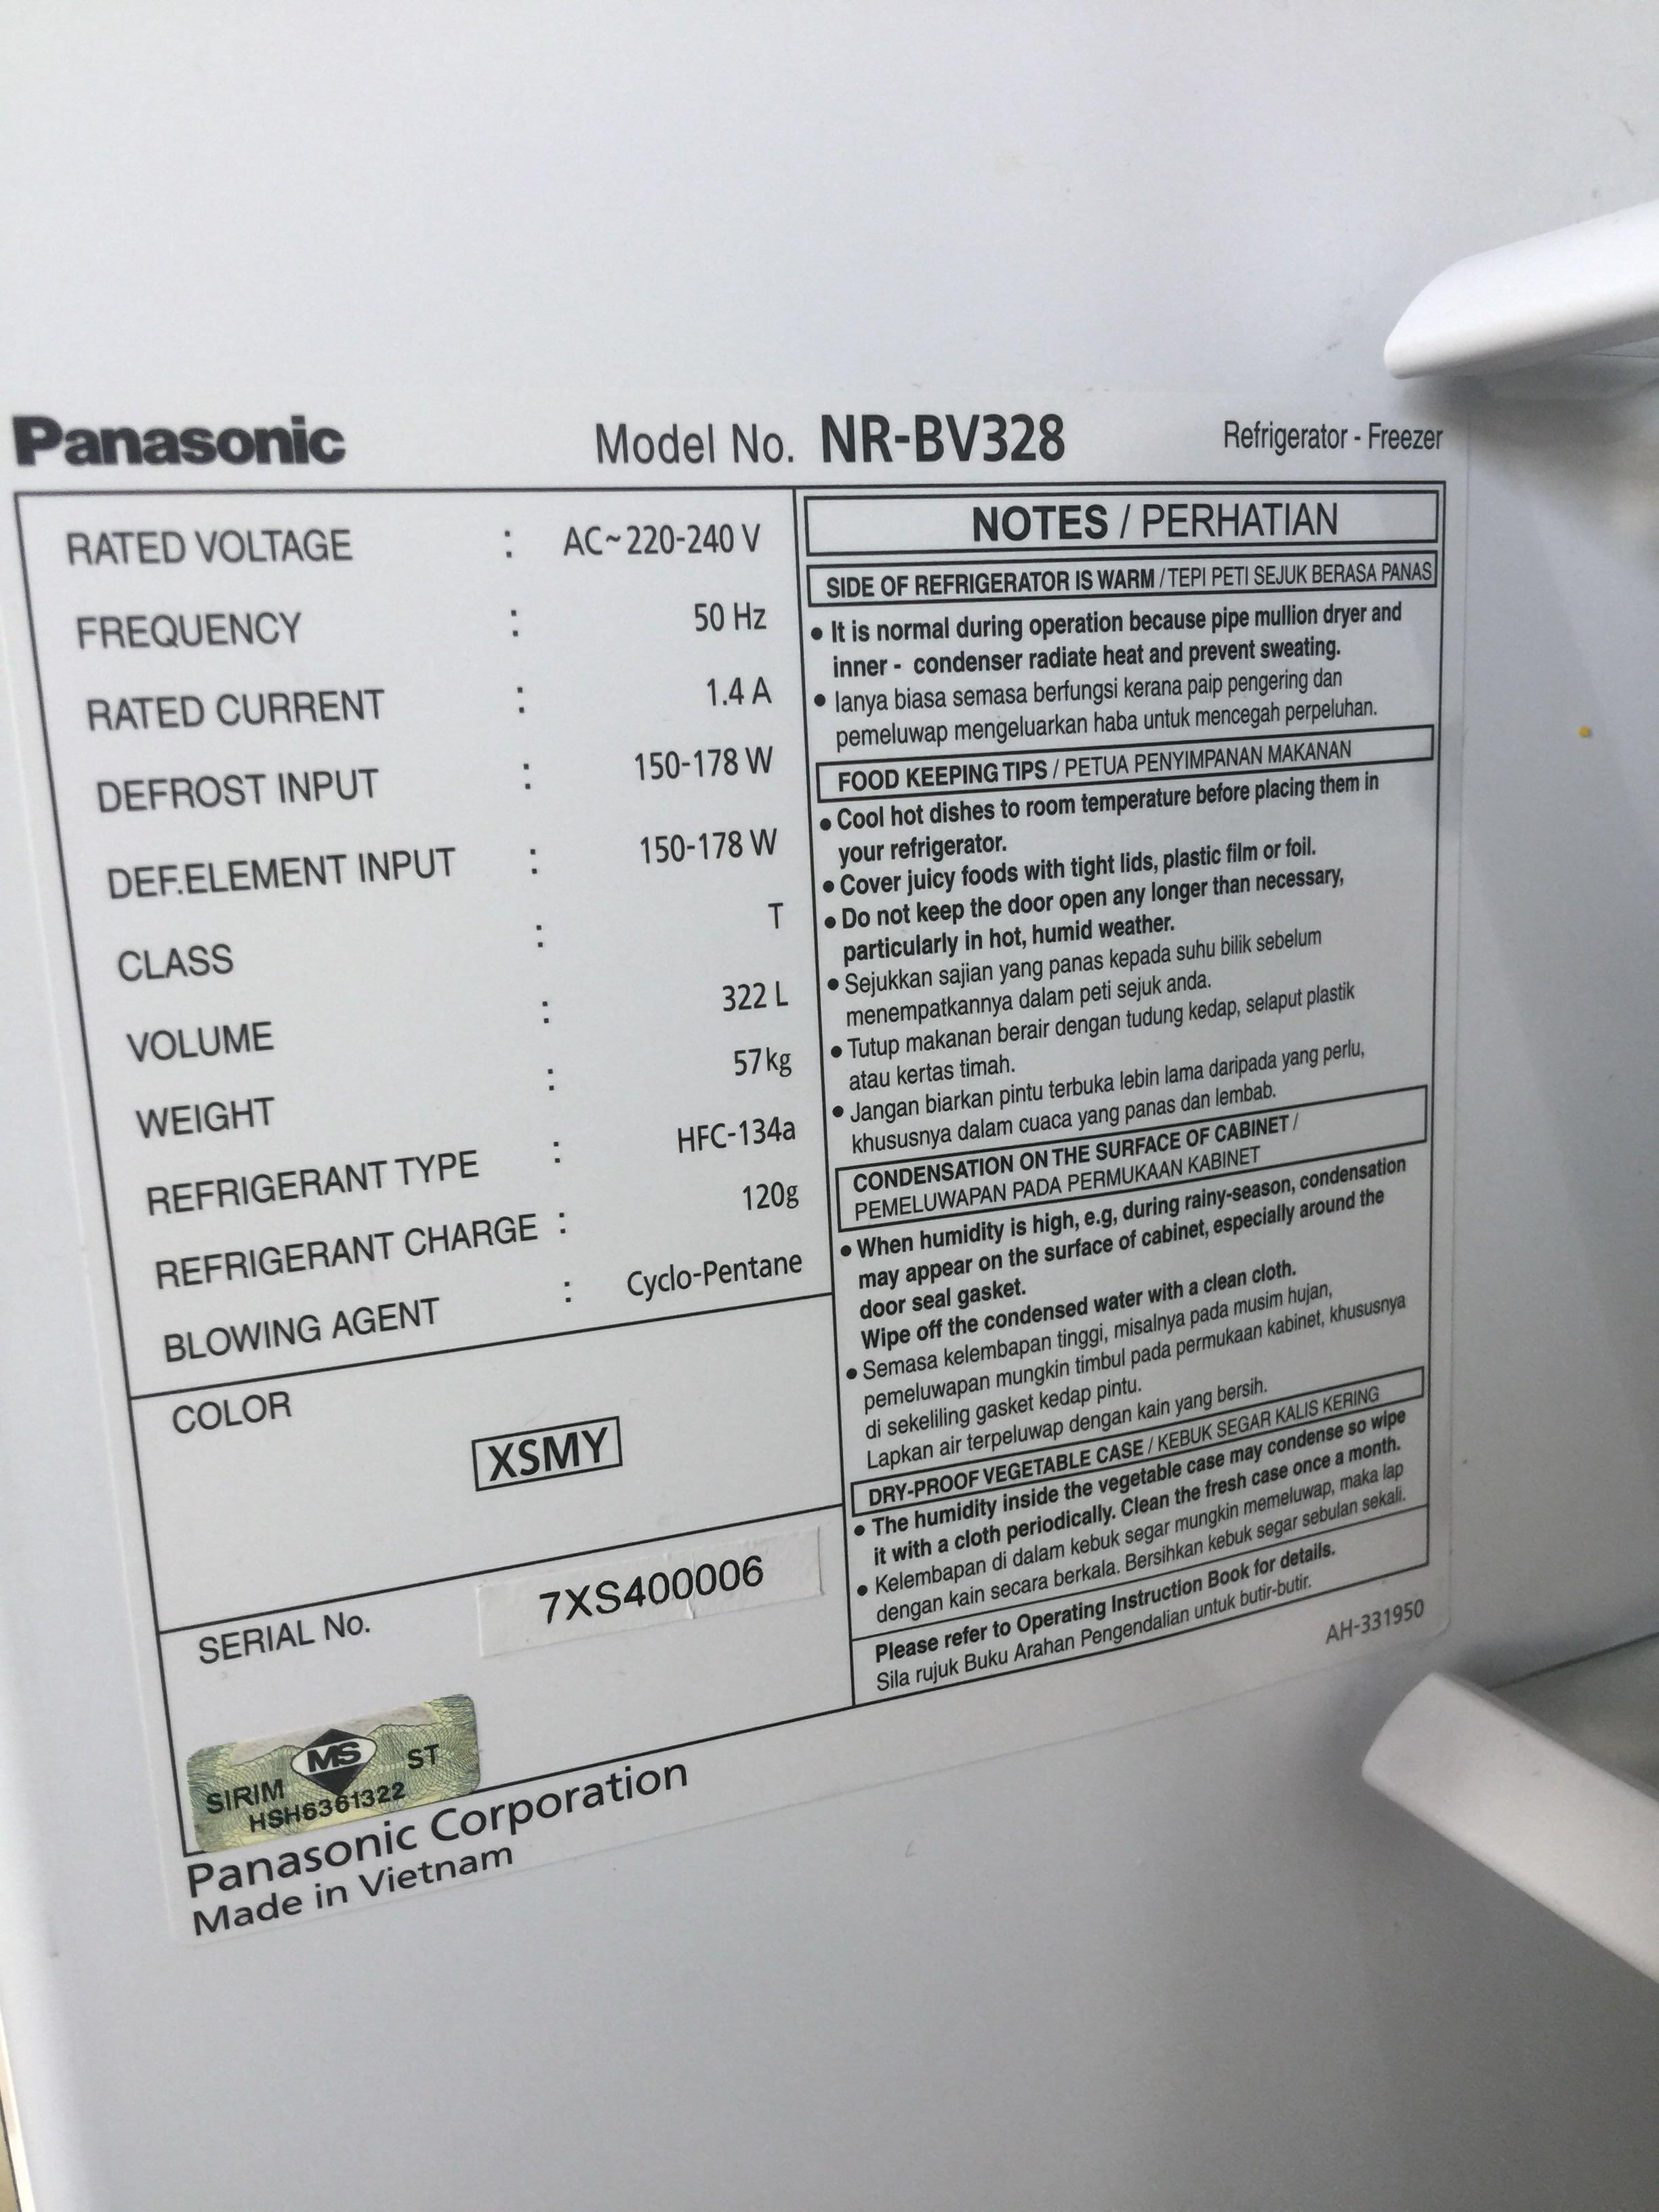 Panasonic Model No. NR-BV328 Refrigerator - Freezer
RATED VOLTAGE : AC~220-240 V
FREQUENCY : 50 Hz
RATED CURRENT : 1.4 A
DEFROST INPUT : 150-178 W
DEF.ELEMENT INPUT : 150-178 W
CLASS : T
VOLUME : 322 L
WEIGHT : 57kg
REFRIGERANT TYPE : HFC-134a
REFRIGERANT CHARGE : 120g
BLOWING AGENT : Cyclo-Pentane
COLOR
XSMY
SERIAL No. 7XS400006
SIRIM MS ST
HSH6361322
Panasonic Corporation
Made in Vietnam
NOTES / PERHATIAN
SIDE OF REFRIGERATOR IS WARM / TEPI PETI SEJUK BERASA PANAS
• It is normal during operation because pipe mullion dryer and
inner - condenser radiate heat and prevent sweating.
• Ianya biasa semasa berfungsi kerana paip pengering dan
pemeluwap mengeluarkan haba untuk mencegah perpeluhan.
FOOD KEEPING TIPS / PETUA PENYIMPANAN MAKANAN
• Cool hot dishes to room temperature before placing them in
your refrigerator.
• Cover juicy foods with tight lids, plastic film or foil.
• Do not keep the door open any longer than necessary,
particularly in hot, humid weather.
• Sejukkan sajian yang panas kepada suhu bilik sebelum
menempatkannya dalam peti sejuk anda.
• Tutup makanan berair dengan tudung kedap, selaput plastik
atau kertas timah.
• Jangan biarkan pintu terbuka lebin lama daripada yang perlu,
khususnya dalam cuaca yang panas dan lembab.
CONDENSATION ON THE SURFACE OF CABINET /
PEMELUWAPAN PADA PERMUKAAN KABINET
• When humidity is high, e.g, during rainy-season, condensation
may appear on the surface of cabinet, especially around the
door seal gasket.
Wipe off the condensed water with a clean cloth.
• Semasa kelembapan tinggi, misalnya pada musim hujan,
pemeluwapan mungkin timbul pada permukaan kabinet, khususnya
di sekeliling gasket kedap pintu.
Lapkan air terpeluwap dengan kain yang bersih.
DRY-PROOF VEGETABLE CASE / KEBUK SEGAR KALIS KERING
• The humidity inside the vegetable case may condense so wipe
it with a cloth periodically. Clean the fresh case once a month.
• Kelembapan di dalam kebuk segar mungkin memeluwap, maka lap
dengan kain secara berkala. Bersihkan kebuk segar sebulan sekali.
Please refer to Operating Instruction Book for details.
Sila rujuk Buku Arahan Pengendalian untuk butir-butir.
AH-331950